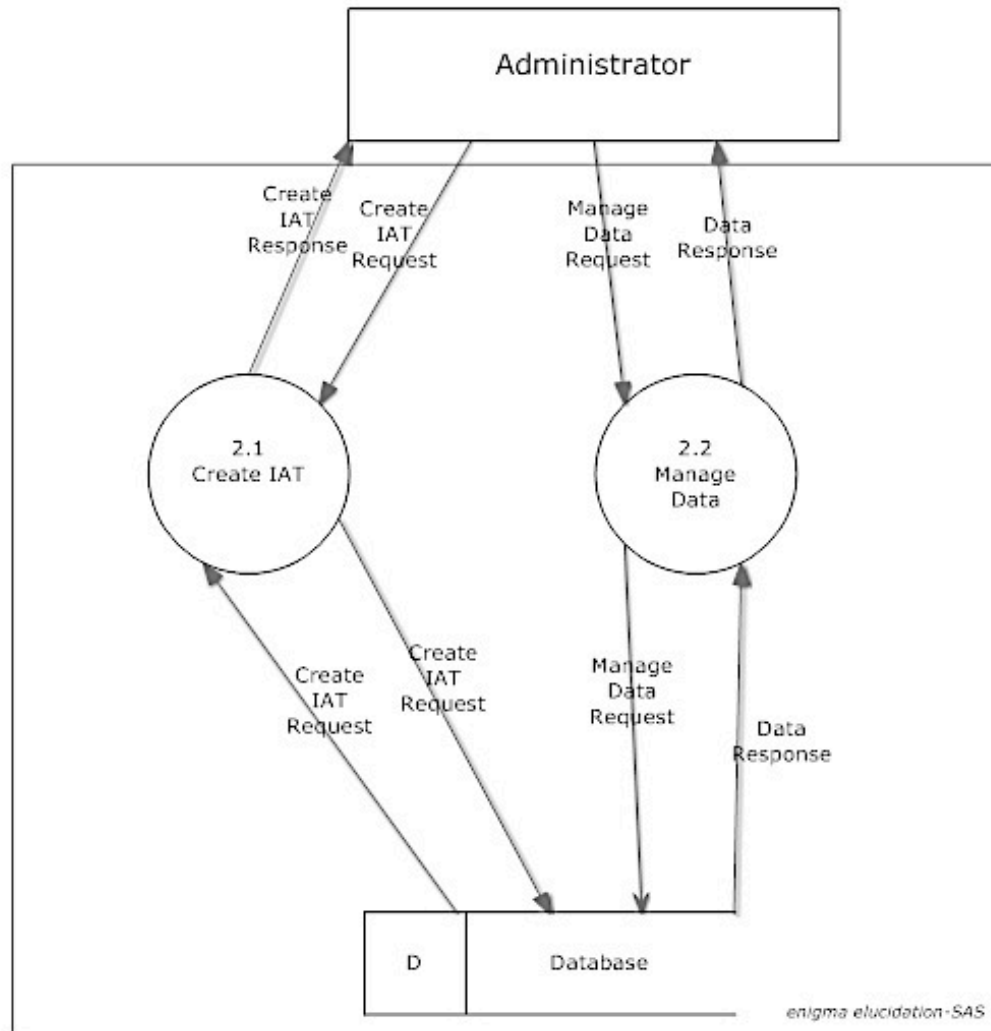 Administrator
Create
IAT
Response
Create
IAT
Request
Manage
Data
Request
Data
Response
2.1
Create IAT
2.2
Manage
Data
Create
IAT
Request
Create
IAT
Request
Manage
Data
Request
Data
Response
D
Database
enigma elucidation-SAS